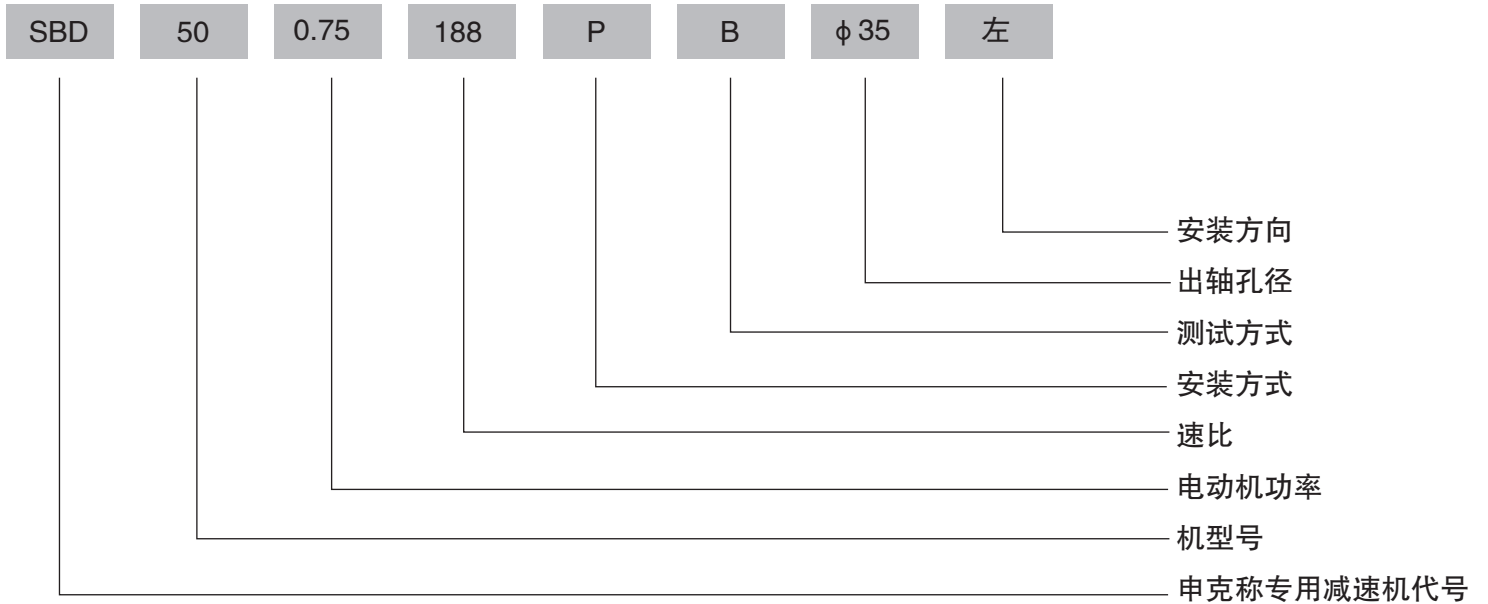 SBD 50 0.75 188 P B ϕ35 左
安装方向
出轴孔径
测试方式
安装方式
速比
电动机功率
机型号
申克称专用减速机代号